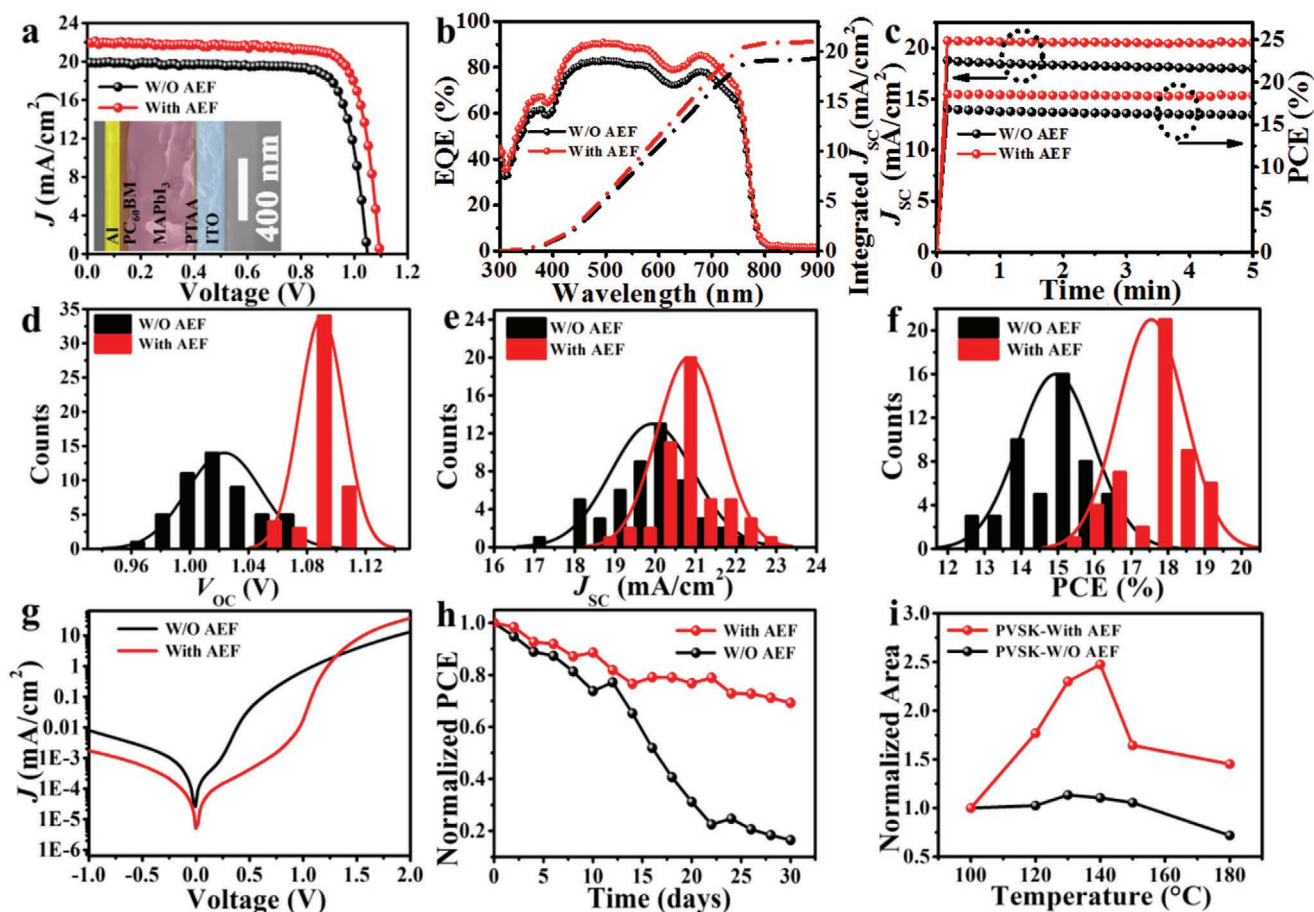 a
J (mA/cm²)
24
20
16
12
8
4
0
W/O AEF
With AEF
Al
PC₆₀BM
MAPbI₃
PTAA
ITO
400 nm
0.0 0.2 0.4 0.6 0.8 1.0 1.2
Voltage (V)
b
EQE (%)
100
80
60
40
20
0
W/O AEF
With AEF
20
15
10
5
0
Integrated J_SC (mA/cm²)
300 400 500 600 700 800 900
Wavelength (nm)
c
J_SC (mA/cm²)
20
15
10
5
0
W/O AEF
With AEF
25
20
15
10
5
0
PCE (%)
0 1 2 3 4 5
Time (min)
d
Counts
35
30
25
20
15
10
5
0
W/O AEF
With AEF
0.96 1.00 1.04 1.08 1.12
V_OC (V)
e
Counts
24
20
16
12
8
4
0
W/O AEF
With AEF
16 17 18 19 20 21 22 23 24
J_SC (mA/cm²)
f
Counts
20
15
10
5
0
W/O AEF
With AEF
12 13 14 15 16 17 18 19 20
PCE (%)
g
J (mA/cm²)
10
1
0.1
0.01
1E-3
1E-4
1E-5
1E-6
W/O AEF
With AEF
-1.0 -0.5 0.0 0.5 1.0 1.5 2.0
Voltage (V)
h
Normalized PCE
1.0
0.8
0.6
0.4
0.2
With AEF
W/O AEF
0 5 10 15 20 25 30
Time (days)
i
Normalized Area
3.0
2.5
2.0
1.5
1.0
0.5
PVSK-With AEF
PVSK-W/O AEF
100 120 140 160 180
Temperature (°C)